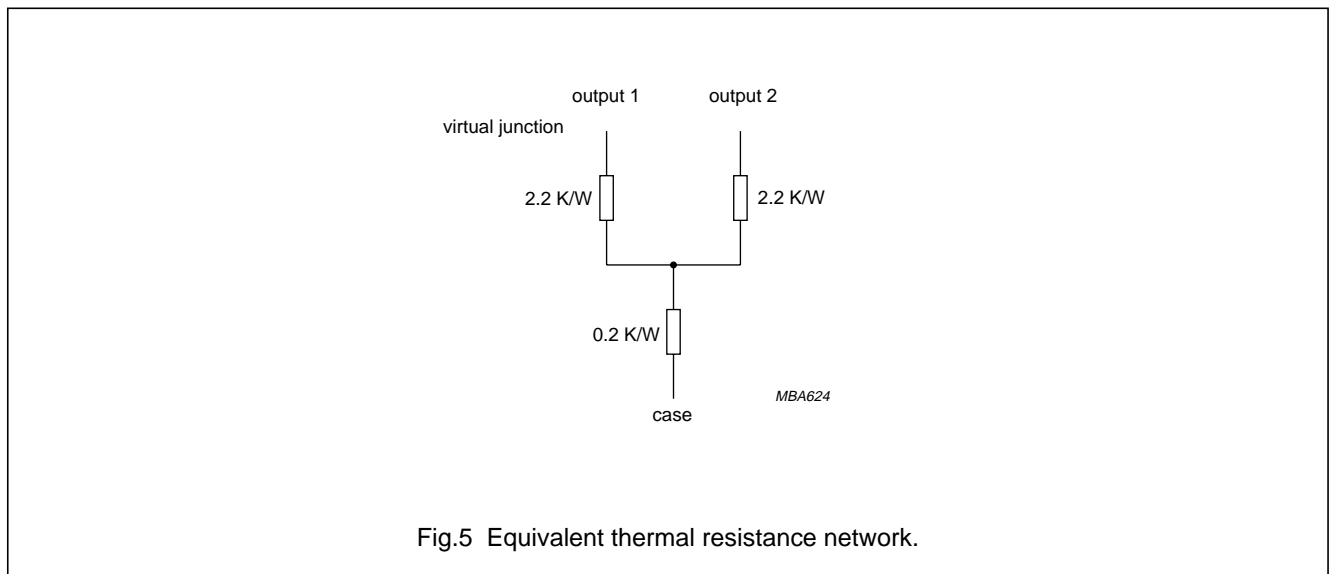 output 1 output 2
virtual junction
2.2 K/W 2.2 K/W
0.2 K/W
MBA624
case
Fig.5 Equivalent thermal resistance network.